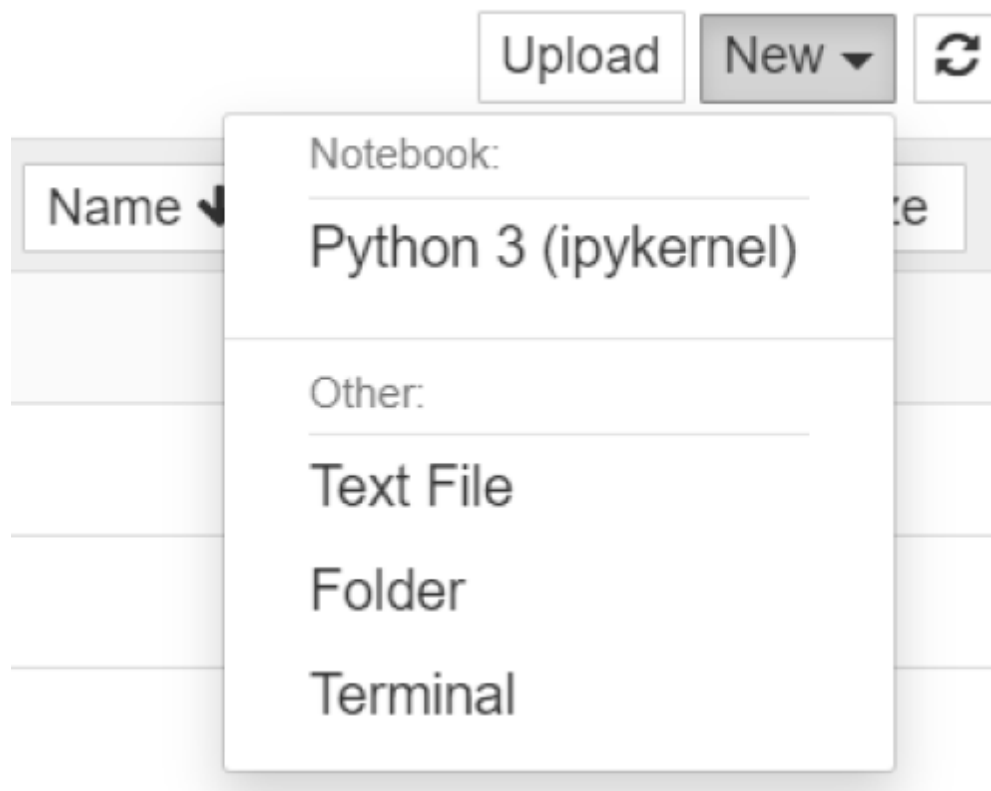 Upload New
Notebook:
Name
Python 3 (ipykernel)
Other:
Text File
Folder
Terminal